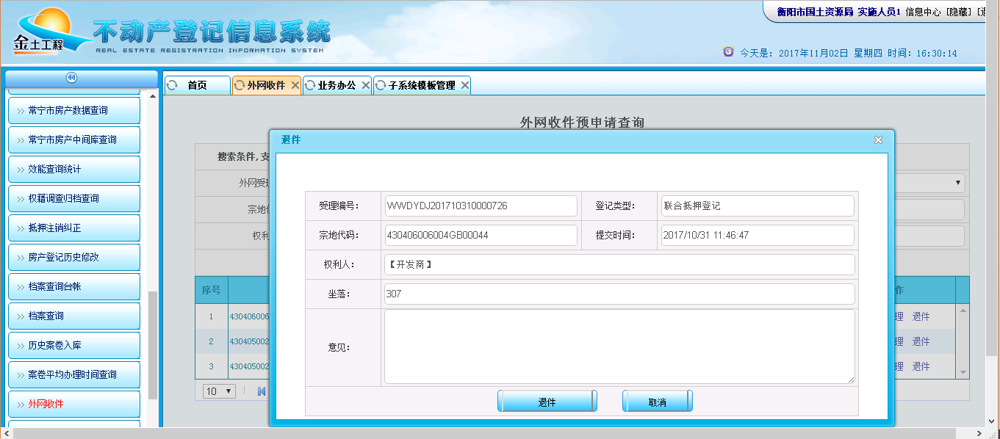 衡阳市国土资源局 实施人员1 信息中心 [隐藏] [退
金土工程
不动产登记信息系统
REAL ESTATE REGISTRATION INFORMATION SYSTEM
今天是: 2017年11月02日 星期四 时间: 16:30:14
首页 外网收件 业务办公 子系统模板管理
常宁市房产数据查询
常宁市房产中间库查询
效能查询统计
权籍调查归档查询
抵押注销纠正
房产登记历史修改
档案查询台帐
档案查询
历史案卷入库
案卷平均办理时间查询
外网收件
外网收件预申请查询
搜索条件, 支
外网受理
宗地代
权利
序号 作
1 430406006 理 退件
2 430405002 理 退件
3 430405002 理 退件
10
退件
受理编号: WWDYDJ201710310000726 登记类型: 联合抵押登记
宗地代码: 430406006004GB00044 提交时间: 2017/10/31 11:46:47
权利人: 【开发商】
坐落: 307
意见:
退件 取消